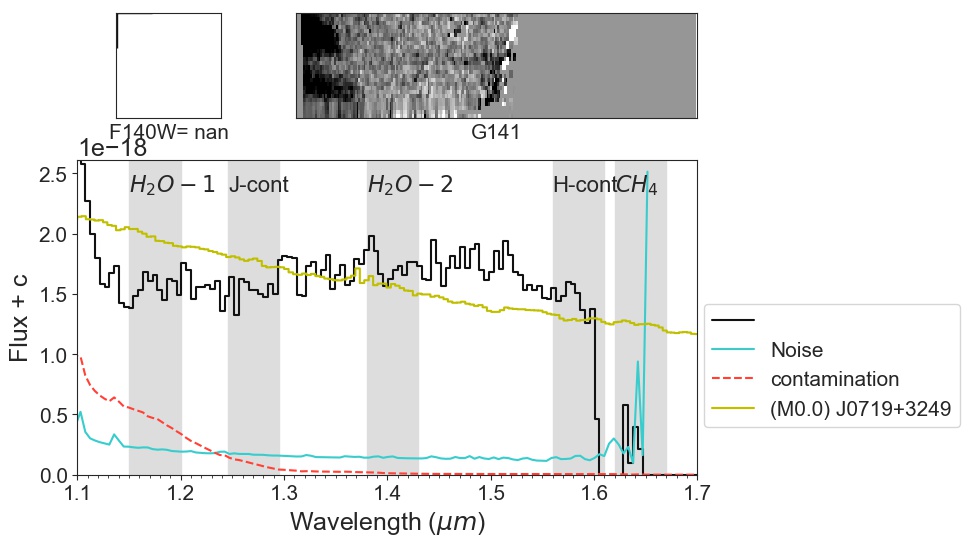 F140W= nan
G141
1e−18
H₂O − 1 J-cont H₂O − 2 H-cont CH₄
2.5
2.0
1.5
1.0
0.5
0.0
Flux + c
1.1 1.2 1.3 1.4 1.5 1.6 1.7
Wavelength (μm)
Noise
contamination
(M0.0) J0719+3249